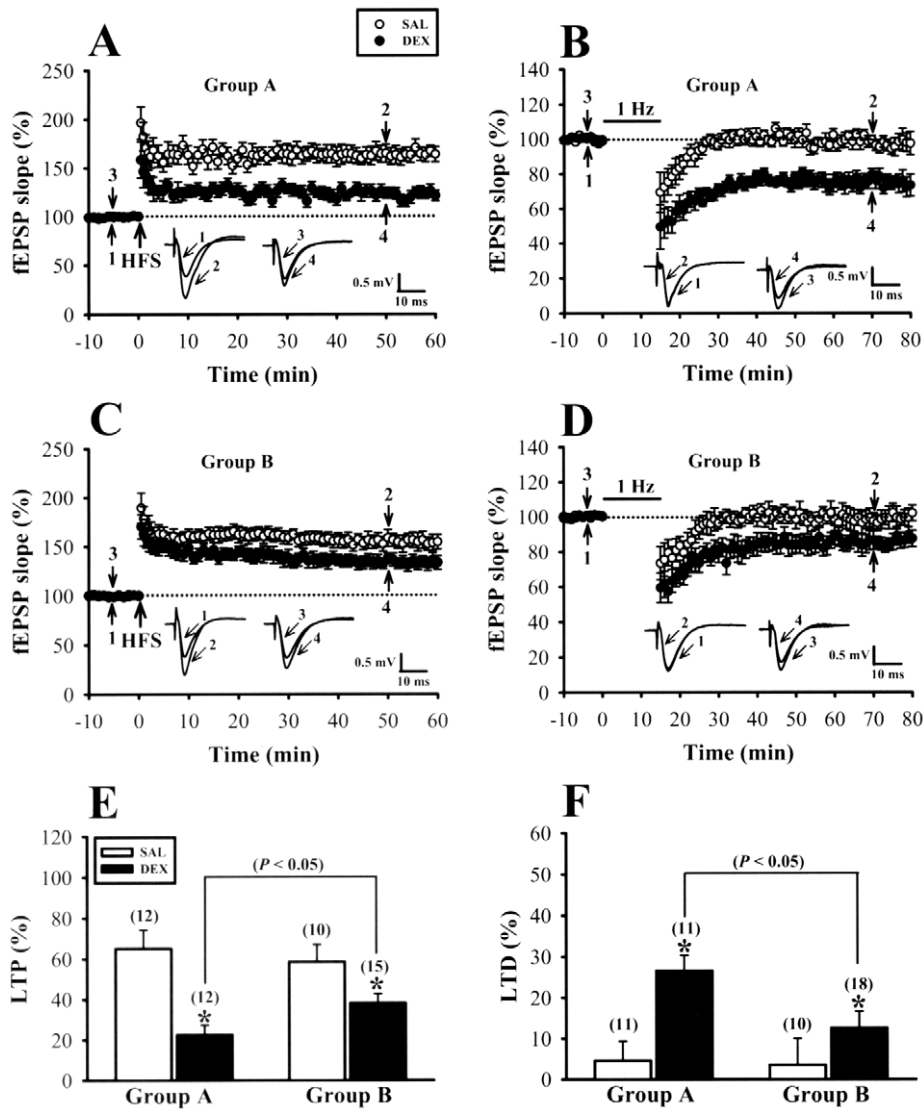 A
SAL
DEX
Group A
fEPSP slope (%)
250
200
150
100
50
0
2
3
1
HFS
4
1
2
3
4
0.5 mV
10 ms
-10 0 10 20 30 40 50 60
Time (min)
B
Group A
fEPSP slope (%)
140
120
100
80
60
40
20
0
3
1 Hz
2
1
4
2
1
4
3
0.5 mV
10 ms
-10 0 10 20 30 40 50 60 70 80
Time (min)
C
Group B
fEPSP slope (%)
250
200
150
100
50
0
2
3
1
HFS
4
1
2
3
4
0.5 mV
10 ms
-10 0 10 20 30 40 50 60
Time (min)
D
Group B
fEPSP slope (%)
140
120
100
80
60
40
20
0
3
1 Hz
2
1
4
2
1
4
3
0.5 mV
10 ms
-10 0 10 20 30 40 50 60 70 80
Time (min)
E
SAL
DEX
LTP (%)
120
100
80
60
40
20
0
(P < 0.05)
(12)
(12)
*
(10)
(15)
*
Group A Group B
F
LTD (%)
60
50
40
30
20
10
0
(P < 0.05)
(11)
(11)
*
(10)
(18)
*
Group A Group B